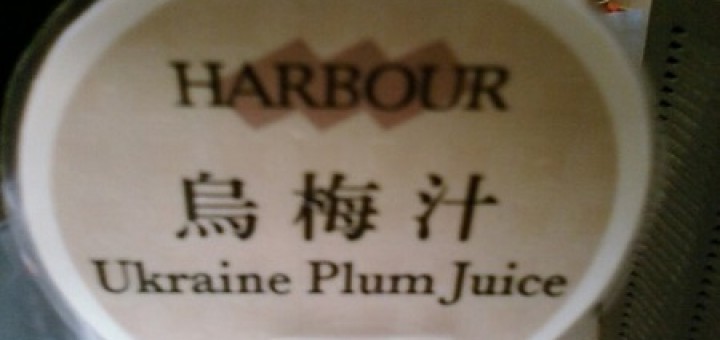 HARBOUR
烏梅汁
Ukraine Plum Juice